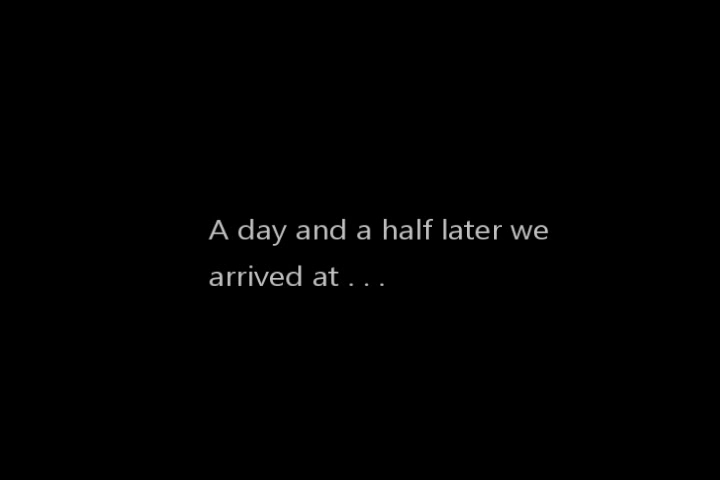 A day and a half later we
arrived at . . .